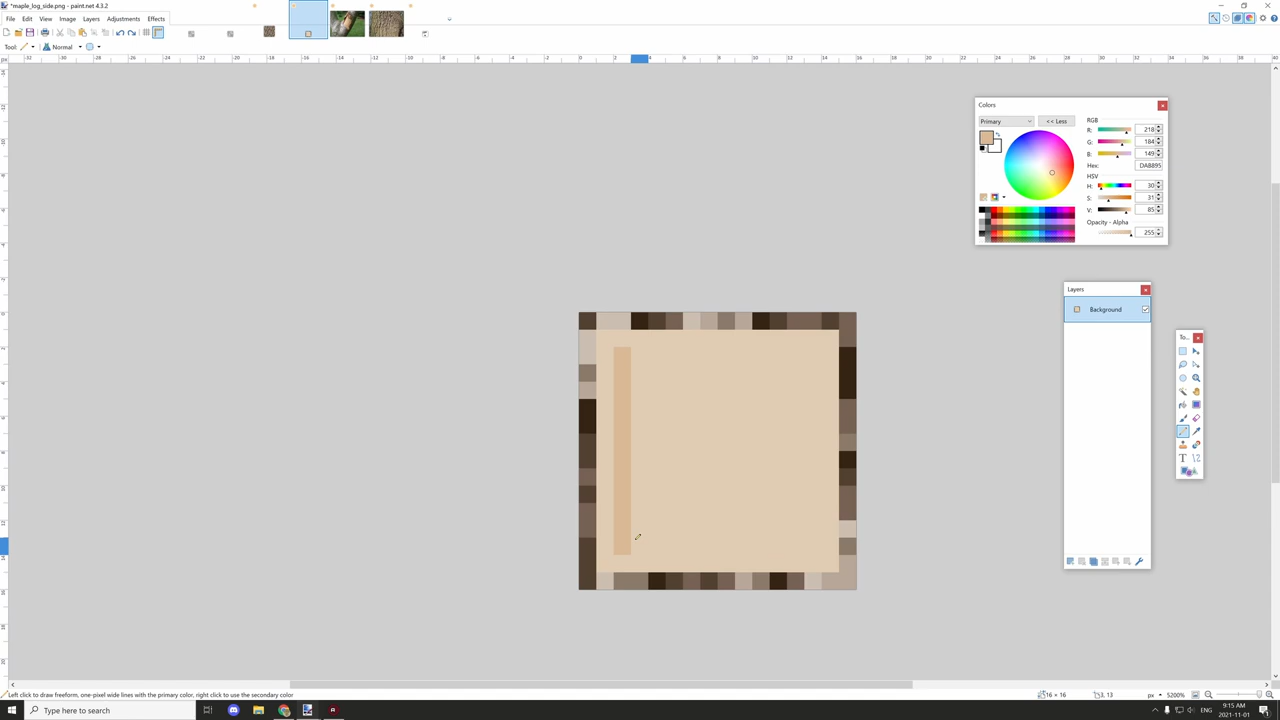 *maple_log_side.png - paint.net 4.3.2
File Edit View Image Layers Adjustments Effects
Tool: Normal
px
Colors
Primary
<< Less
RGB
R: 218
G: 184
B: 149
Hex: DAB895
HSV
H: 30
S: 31
V: 85
Opacity - Alpha
255
Layers
Background
To...
T
Left click to draw freeform, one-pixel wide lines with the primary color, right click to use the secondary color
16 × 16
3, 13
px
5200%
Type here to search
ENG
9:15 AM
2021-11-01